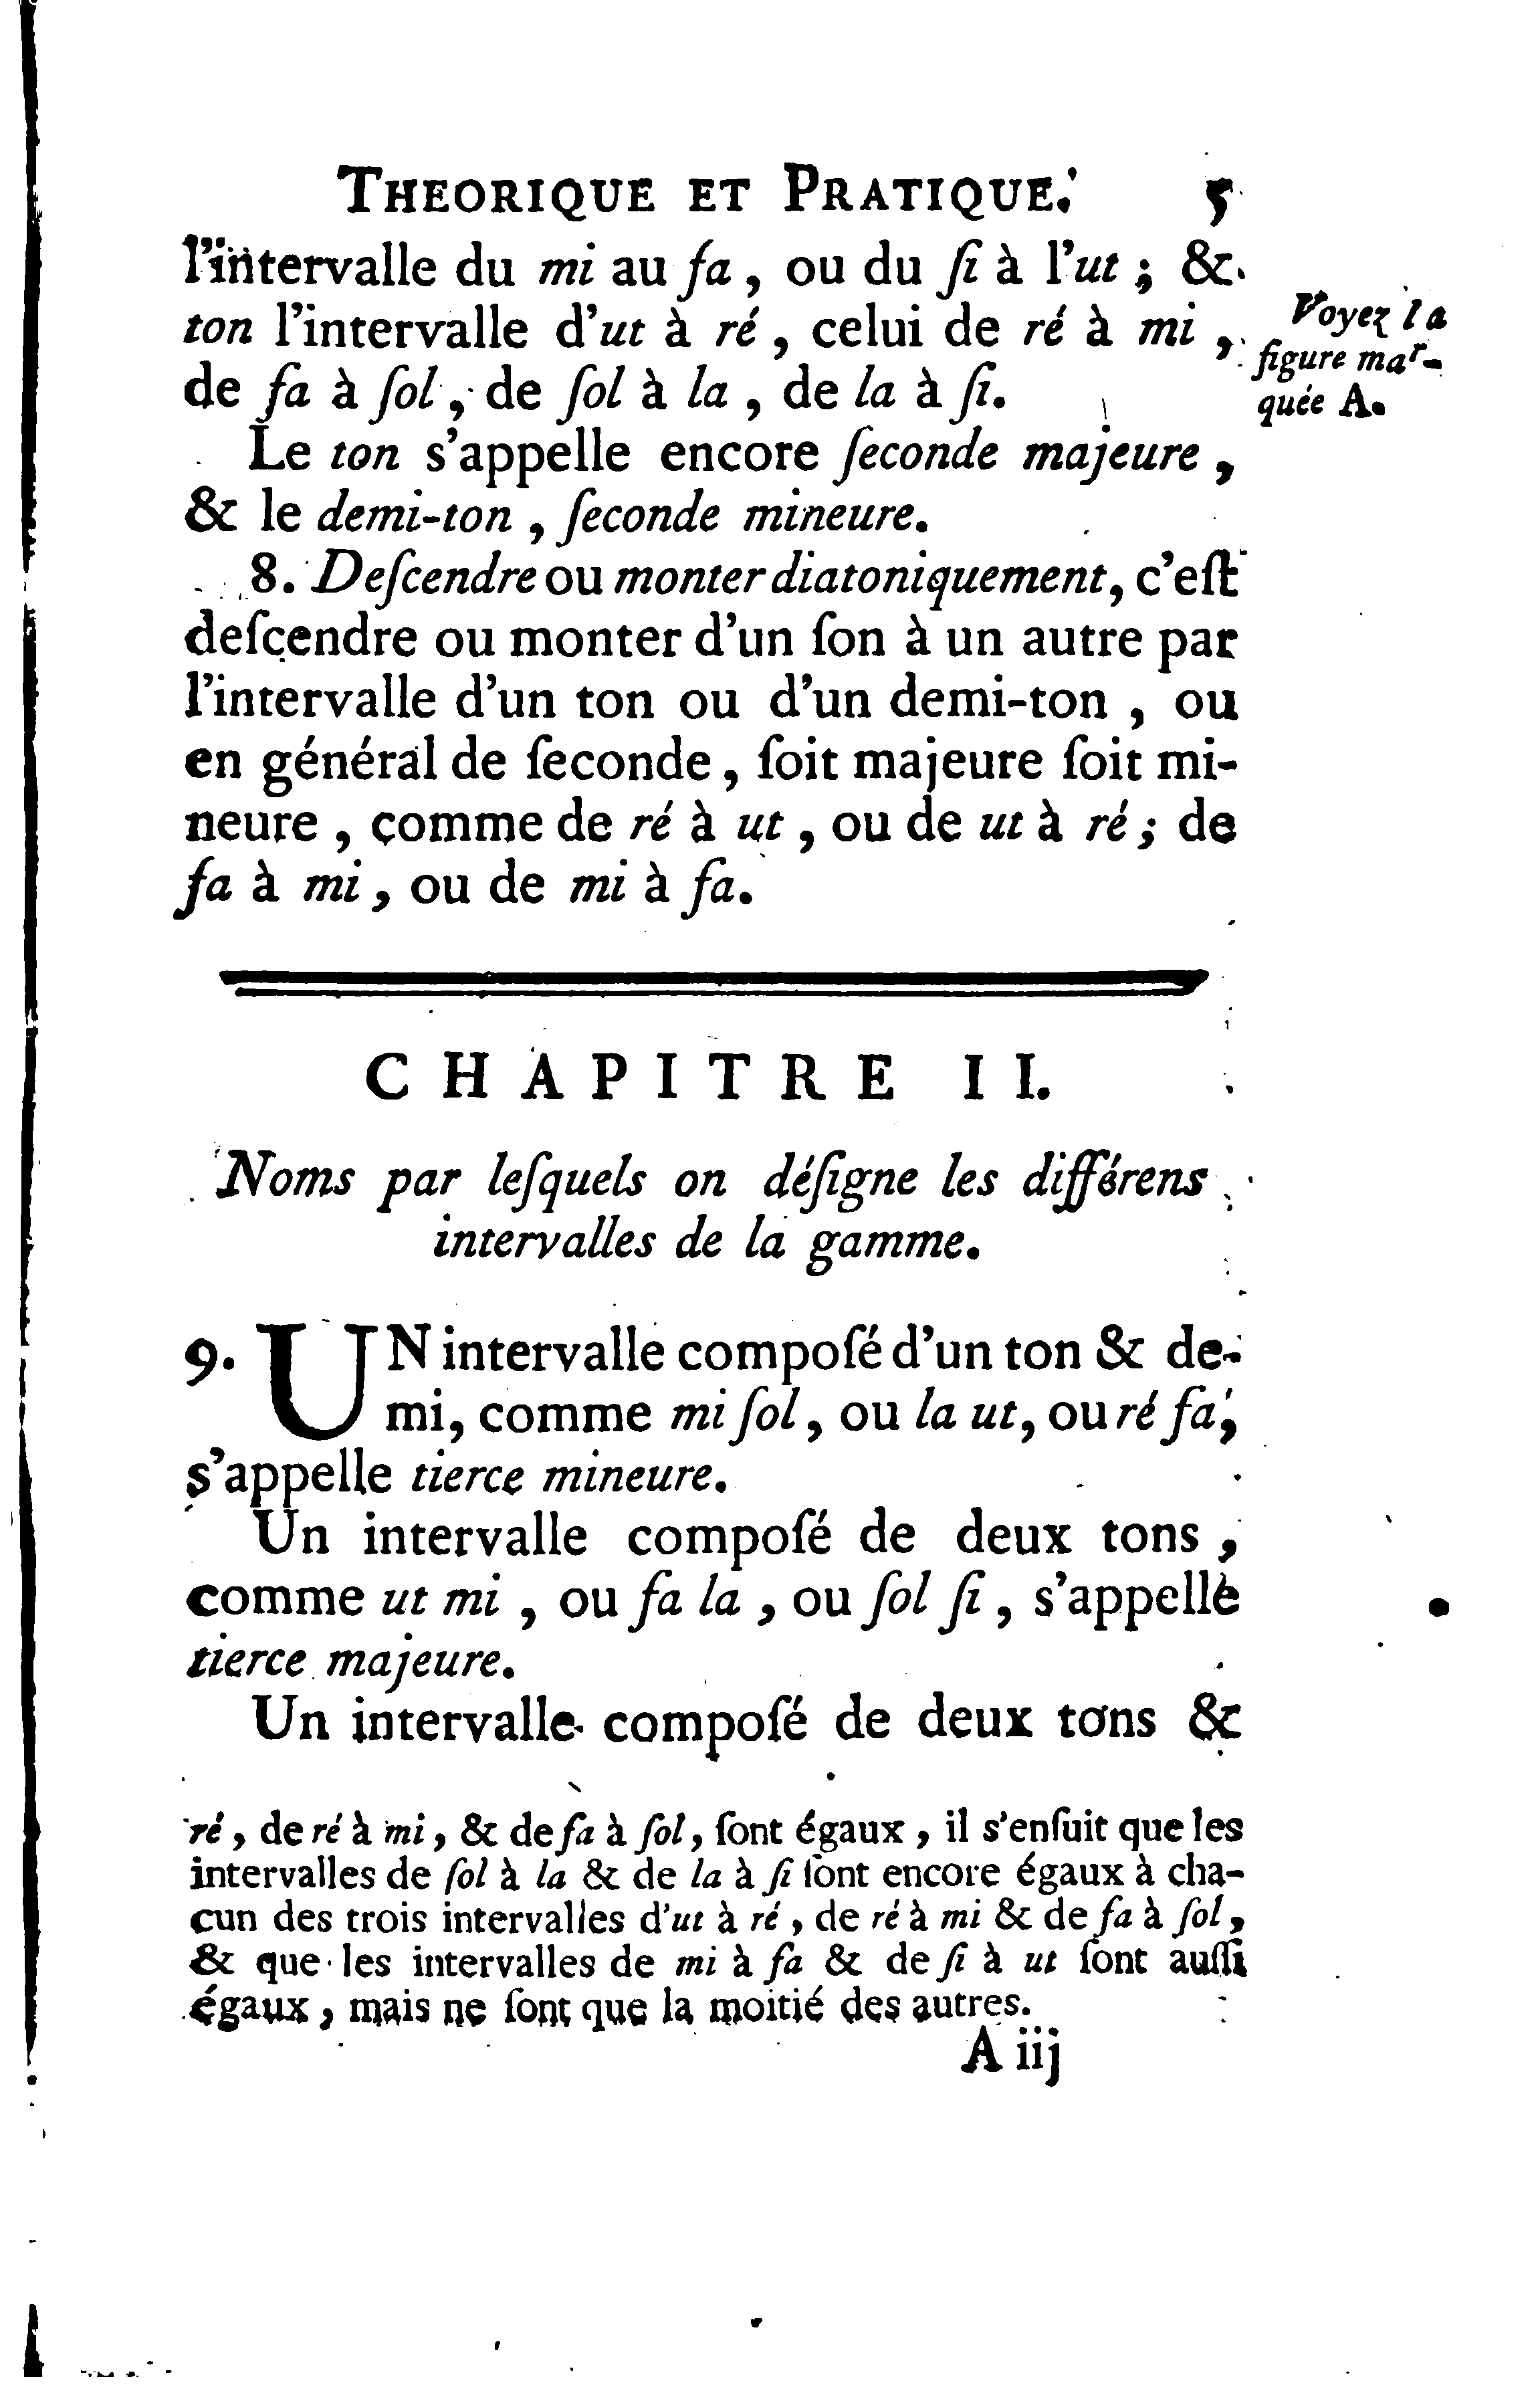 THEORIQUE ET PRATIQUE. 5
l'intervalle du mi au fa, ou du ſi à l'ut ; &
ton l'intervalle d'ut à ré, celui de ré à mi,
de fa à ſol, de ſol à la, de la à ſi.
Voyez la
figure mar-
quée A.
Le ton s'appelle encore ſeconde majeure,
& le demi-ton, ſeconde mineure.
8. Deſcendre ou monter diatoniquement, c'eſt
deſcendre ou monter d'un ſon à un autre par
l'intervalle d'un ton ou d'un demi-ton, ou
en général de ſeconde, ſoit majeure ſoit mi-
neure, comme de ré à ut, ou de ut à ré ; de
fa à mi, ou de mi à fa.
CHAPITRE II.
Noms par leſquels on déſigne les différens
intervalles de la gamme.
9. UN intervalle compoſé d'un ton & de-
mi, comme mi ſol, ou la ut, ou ré fa,
s'appelle tierce mineure.
Un intervalle compoſé de deux tons,
comme ut mi, ou fa la, ou ſol ſi, s'appelle
tierce majeure.
Un intervalle compoſé de deux tons &
ré, de ré à mi, & de fa à ſol, ſont égaux, il s'enſuit que les
intervalles de ſol à la & de la à ſi ſont encore égaux à cha-
cun des trois intervalles d'ut à ré, de ré à mi & de fa à ſol,
& que les intervalles de mi à fa & de ſi à ut ſont auſſi
égaux, mais ne ſont que la moitié des autres.
A iij